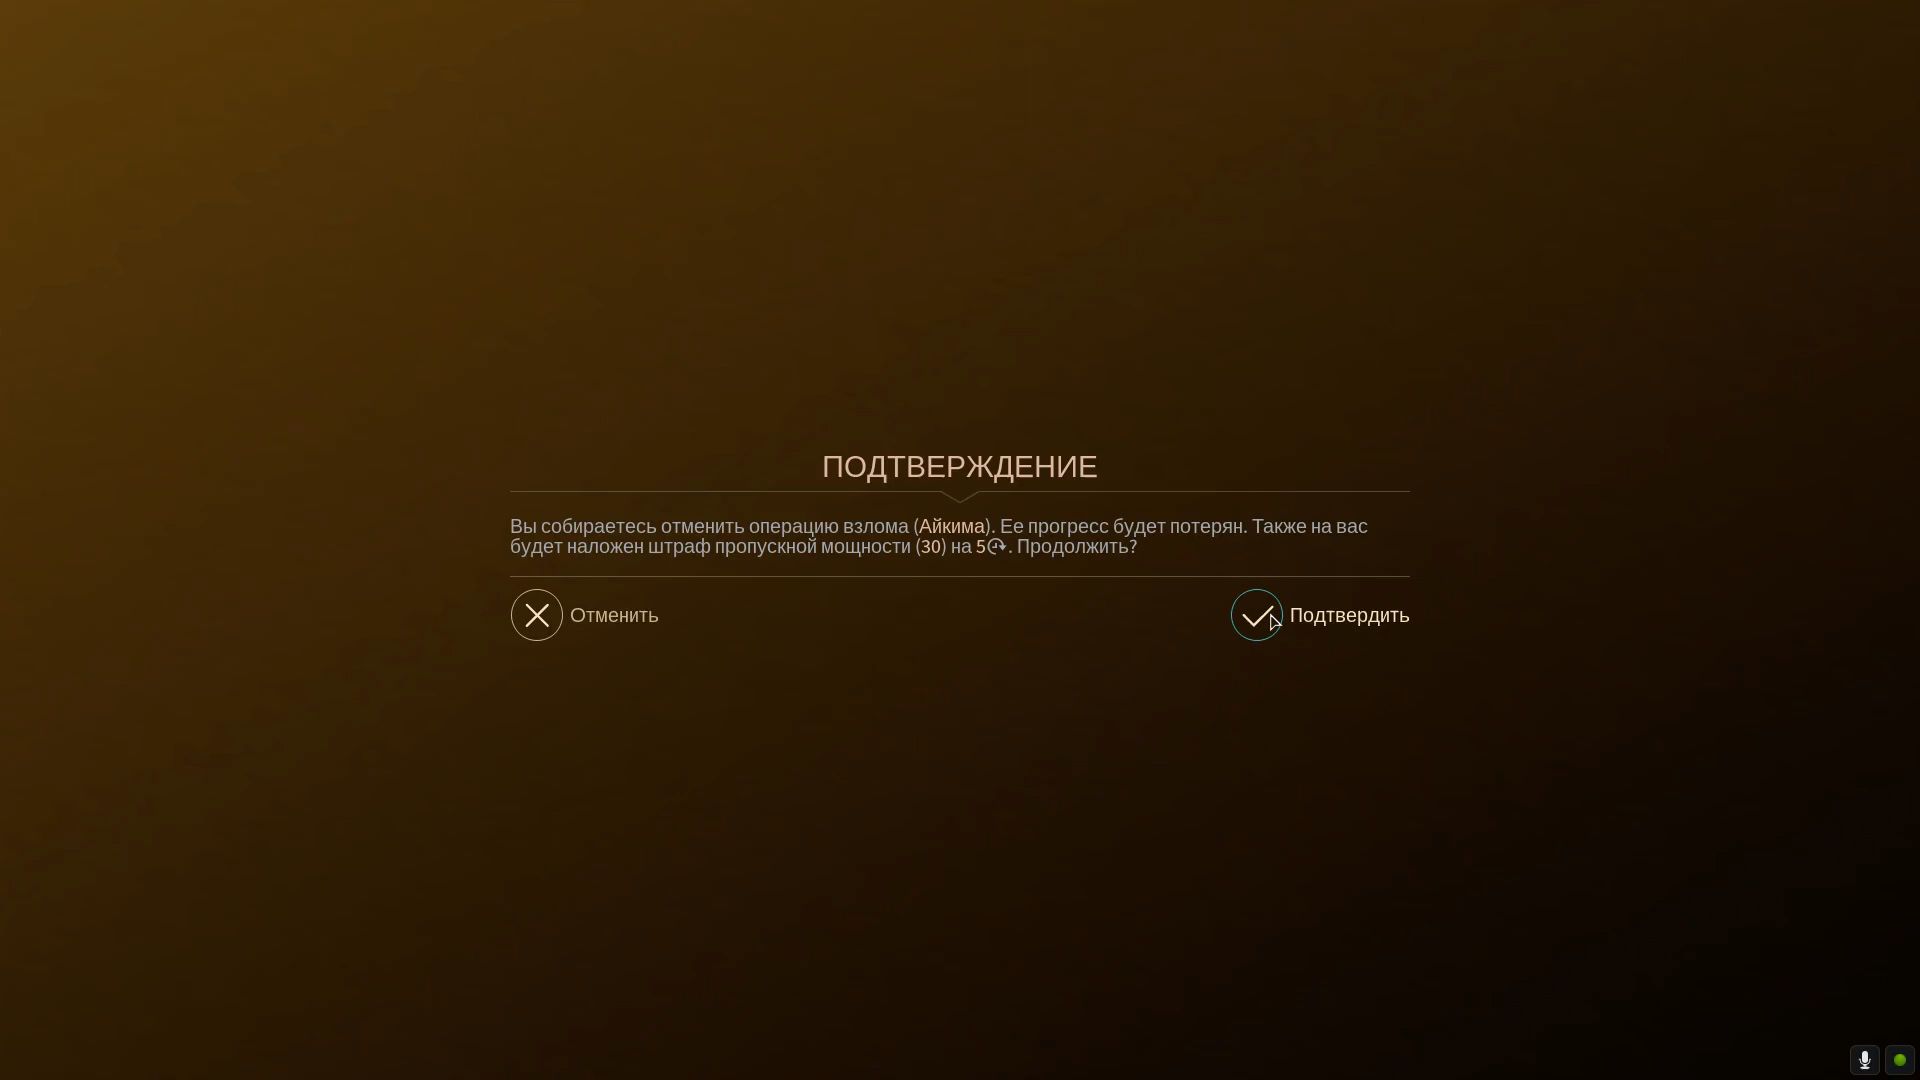 ПОДТВЕРЖДЕНИЕ
Вы собираетесь отменить операцию взлома (Айкима). Ее прогресс будет потерян. Также на вас
будет наложен штраф пропускной мощности (30) на 5. Продолжить?
Отменить
Подтвердить